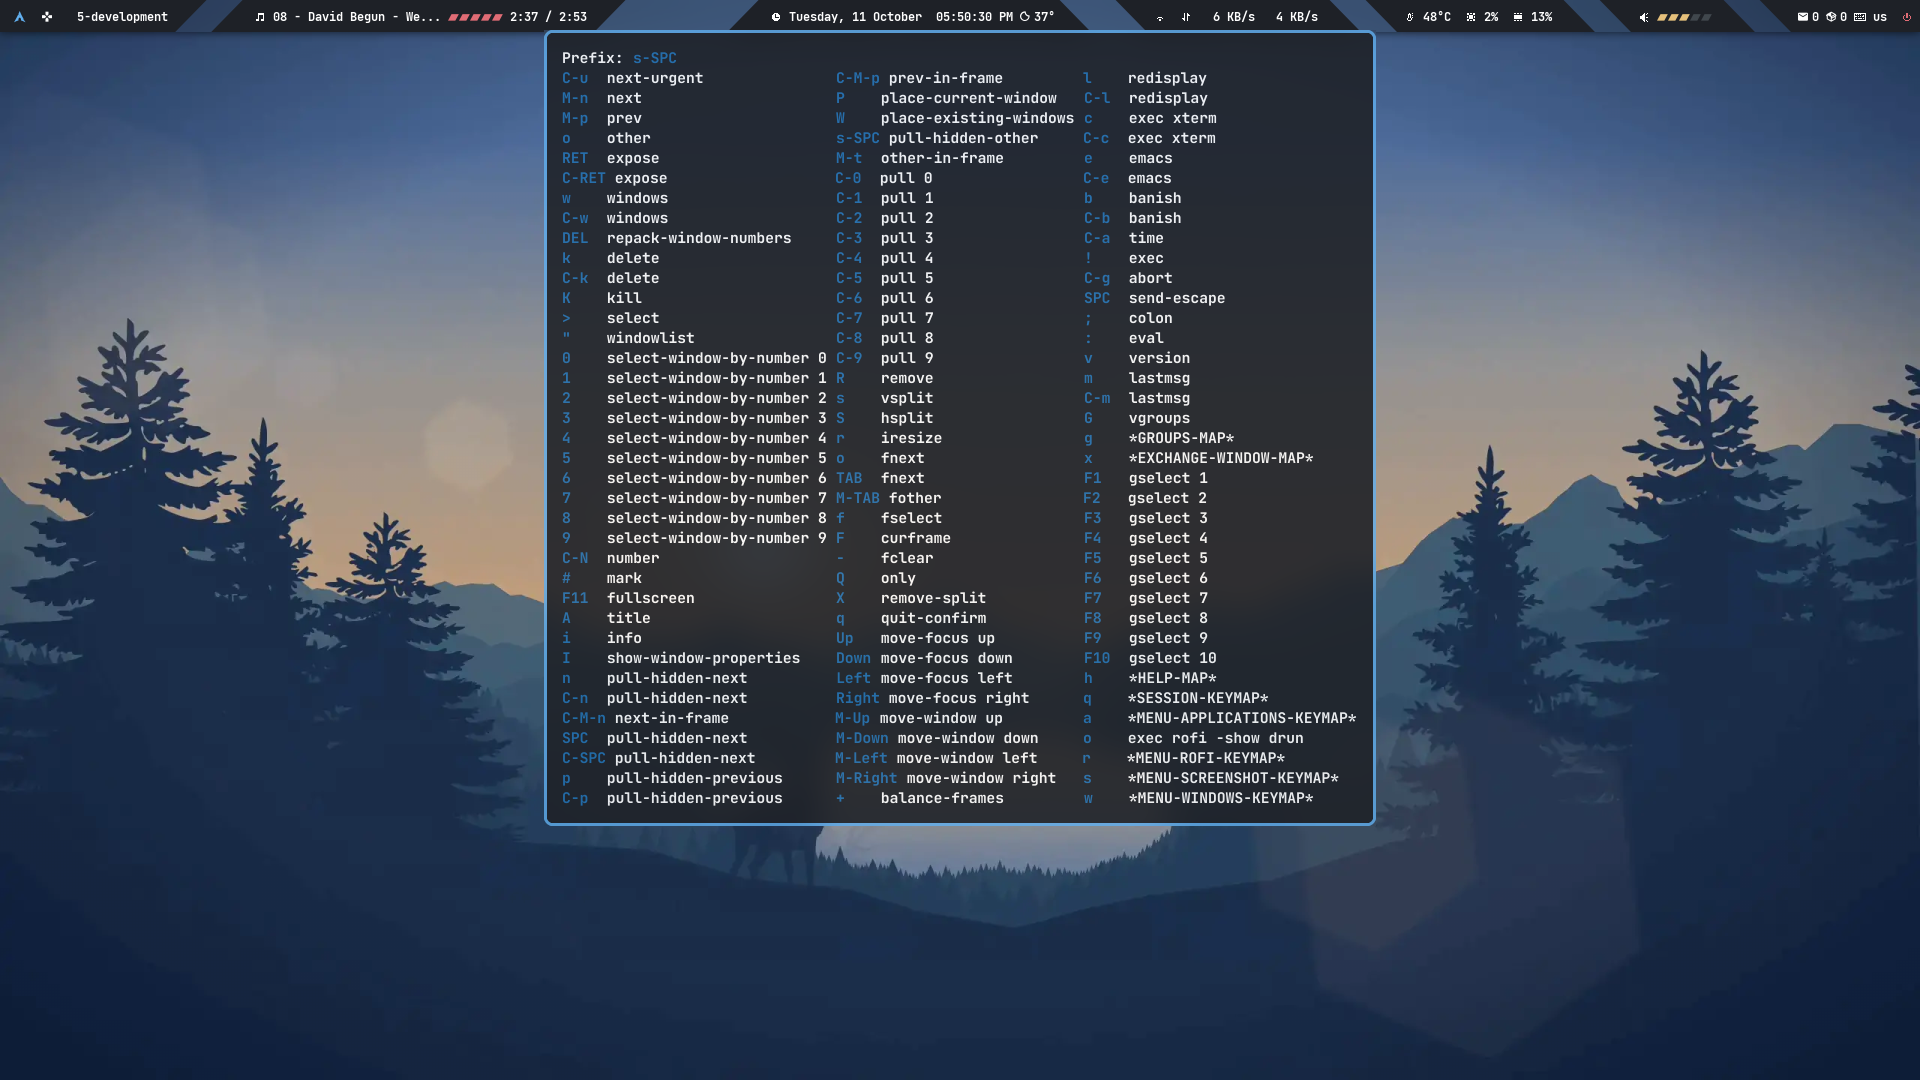 5-development 08 - David Begun - We... 2:37 / 2:53 Tuesday, 11 October 05:50:30 PM 37° 6 KB/s 4 KB/s 48°C 2% 13% 0 0 us
Prefix: s-SPC
C-u next-urgent C-M-p prev-in-frame l redisplay
M-n next P place-current-window C-l redisplay
M-p prev W place-existing-windows c exec xterm
o other s-SPC pull-hidden-other C-c exec xterm
RET expose M-t other-in-frame e emacs
C-RET expose C-0 pull 0 C-e emacs
w windows C-1 pull 1 b banish
C-w windows C-2 pull 2 C-b banish
DEL repack-window-numbers C-3 pull 3 C-a time
k delete C-4 pull 4 ! exec
C-k delete C-5 pull 5 C-g abort
K kill C-6 pull 6 SPC send-escape
> select C-7 pull 7 ; colon
" windowlist C-8 pull 8 : eval
0 select-window-by-number 0 C-9 pull 9 v version
1 select-window-by-number 1 R remove m lastmsg
2 select-window-by-number 2 s vsplit C-m lastmsg
3 select-window-by-number 3 S hsplit G vgroups
4 select-window-by-number 4 r iresize g *GROUPS-MAP*
5 select-window-by-number 5 o fnext x *EXCHANGE-WINDOW-MAP*
6 select-window-by-number 6 TAB fnext F1 gselect 1
7 select-window-by-number 7 M-TAB fother F2 gselect 2
8 select-window-by-number 8 f fselect F3 gselect 3
9 select-window-by-number 9 F curframe F4 gselect 4
C-N number - fclear F5 gselect 5
# mark Q only F6 gselect 6
F11 fullscreen X remove-split F7 gselect 7
A title q quit-confirm F8 gselect 8
i info Up move-focus up F9 gselect 9
I show-window-properties Down move-focus down F10 gselect 10
n pull-hidden-next Left move-focus left h *HELP-MAP*
C-n pull-hidden-next Right move-focus right q *SESSION-KEYMAP*
C-M-n next-in-frame M-Up move-window up a *MENU-APPLICATIONS-KEYMAP*
SPC pull-hidden-next M-Down move-window down o exec rofi -show drun
C-SPC pull-hidden-next M-Left move-window left r *MENU-ROFI-KEYMAP*
p pull-hidden-previous M-Right move-window right s *MENU-SCREENSHOT-KEYMAP*
C-p pull-hidden-previous + balance-frames w *MENU-WINDOWS-KEYMAP*